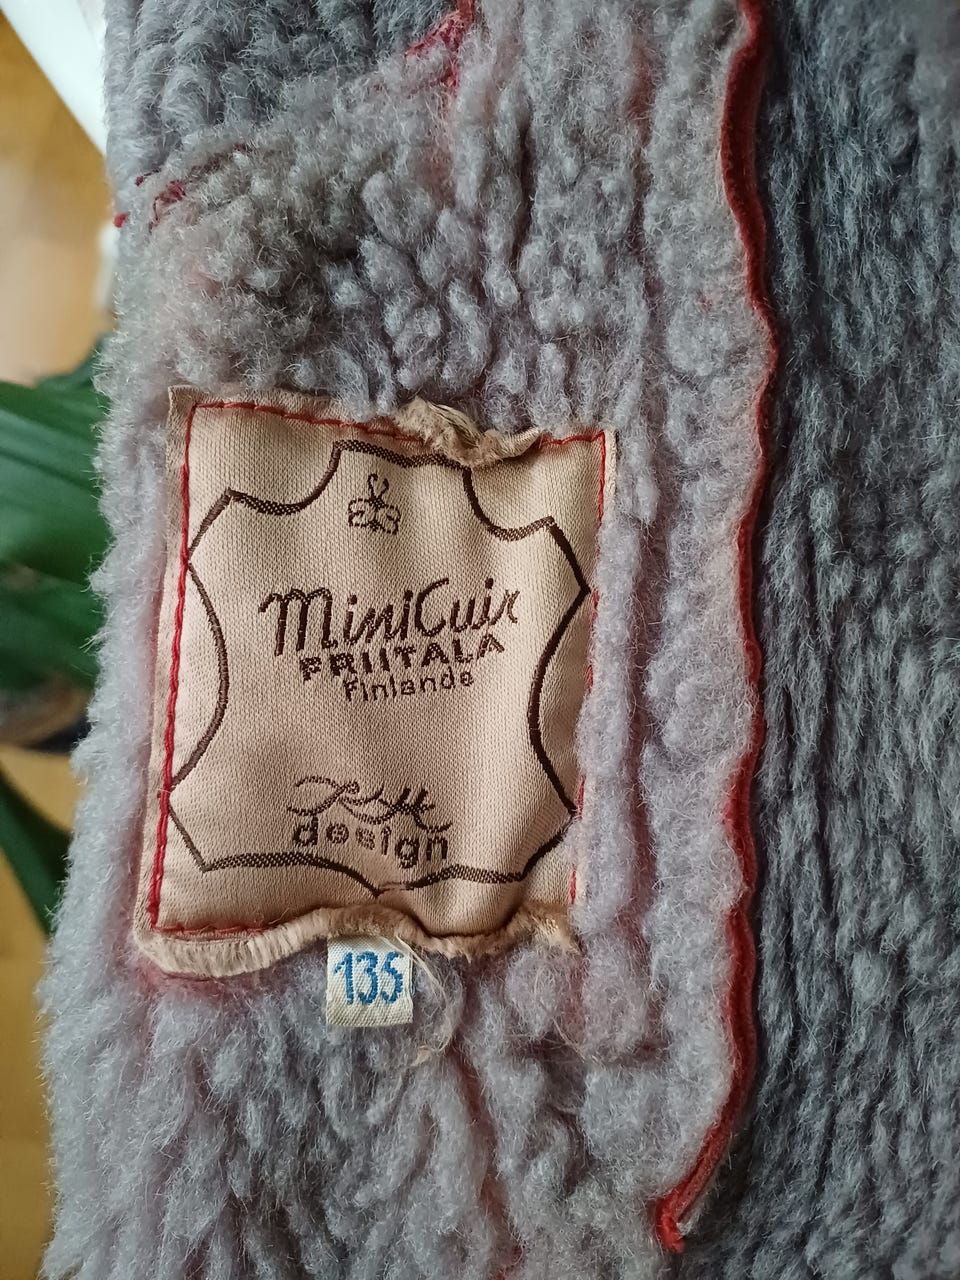 MiniCuir
FRIITALA
Finlande
design
135